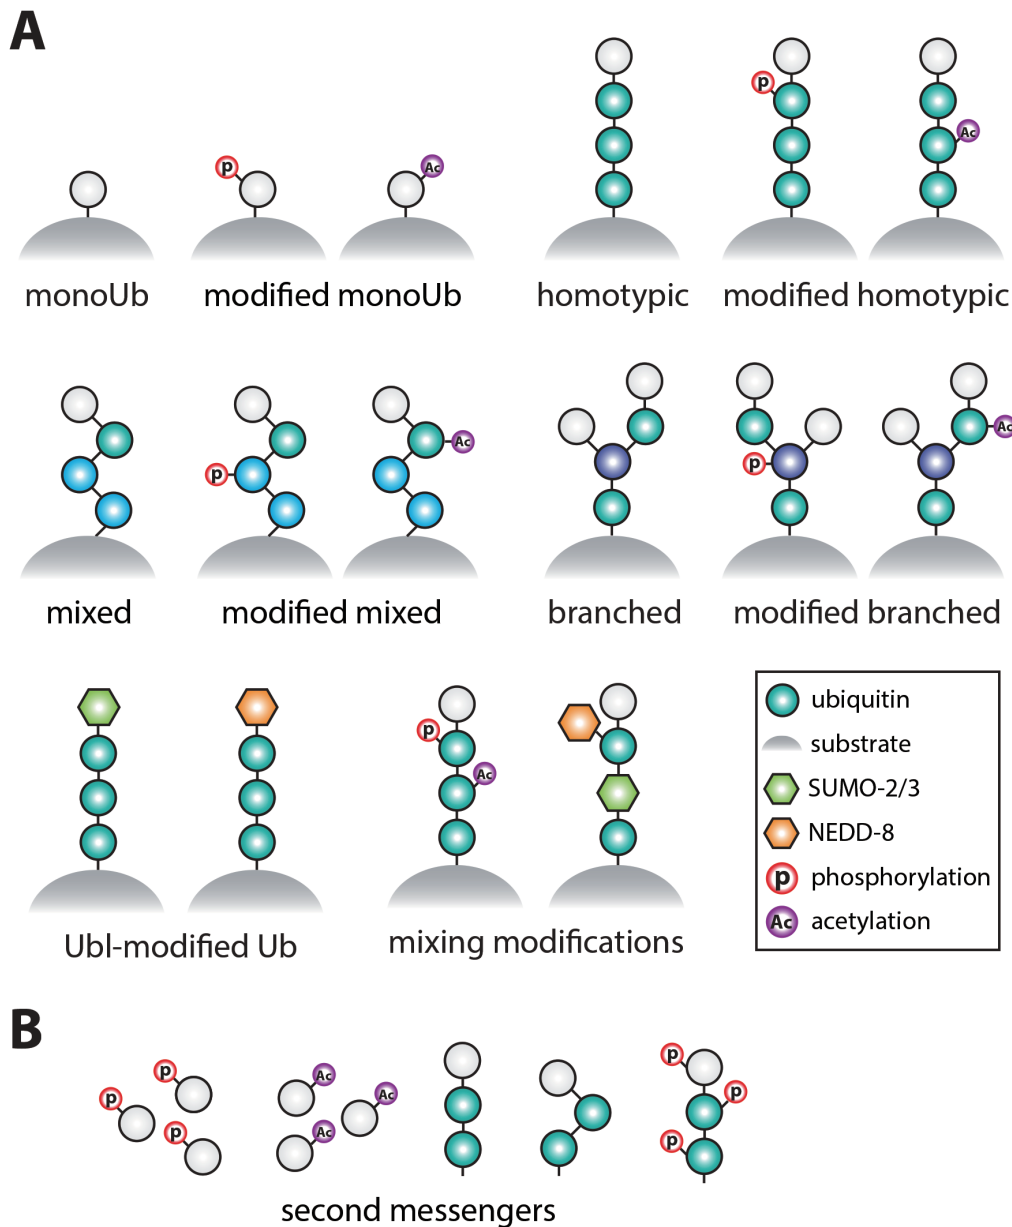 A
p
Ac
p
Ac
monoUb
modified monoUb
homotypic
modified homotypic
p
Ac
p
Ac
mixed
modified mixed
branched
modified branched
p
Ac
Ubl-modified Ub
mixing modifications
ubiquitin
substrate
SUMO-2/3
NEDD-8
p phosphorylation
Ac acetylation
B
p
p
p
Ac
Ac
Ac
p
p
p
second messengers